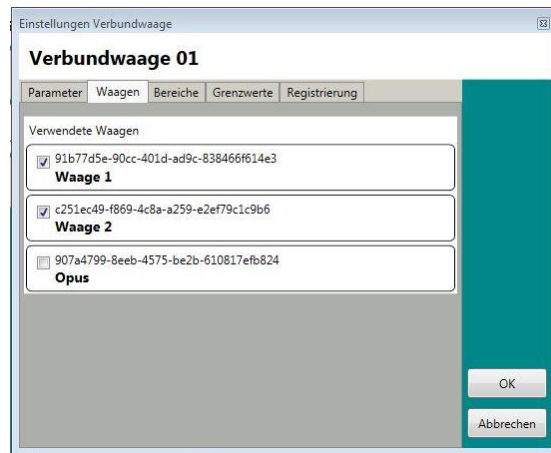 Einstellungen Verbundwaage
Verbundwaage 01
Parameter Waagen Bereiche Grenzwerte Registrierung
Verwendete Waagen
91b77d5e-90cc-401d-ad9c-838466f614e3
Waage 1
c251ec49-f869-4c8a-a259-e2ef79c1c9b6
Waage 2
907a4799-8eeb-4575-be2b-610817efb824
Opus
OK
Abbrechen